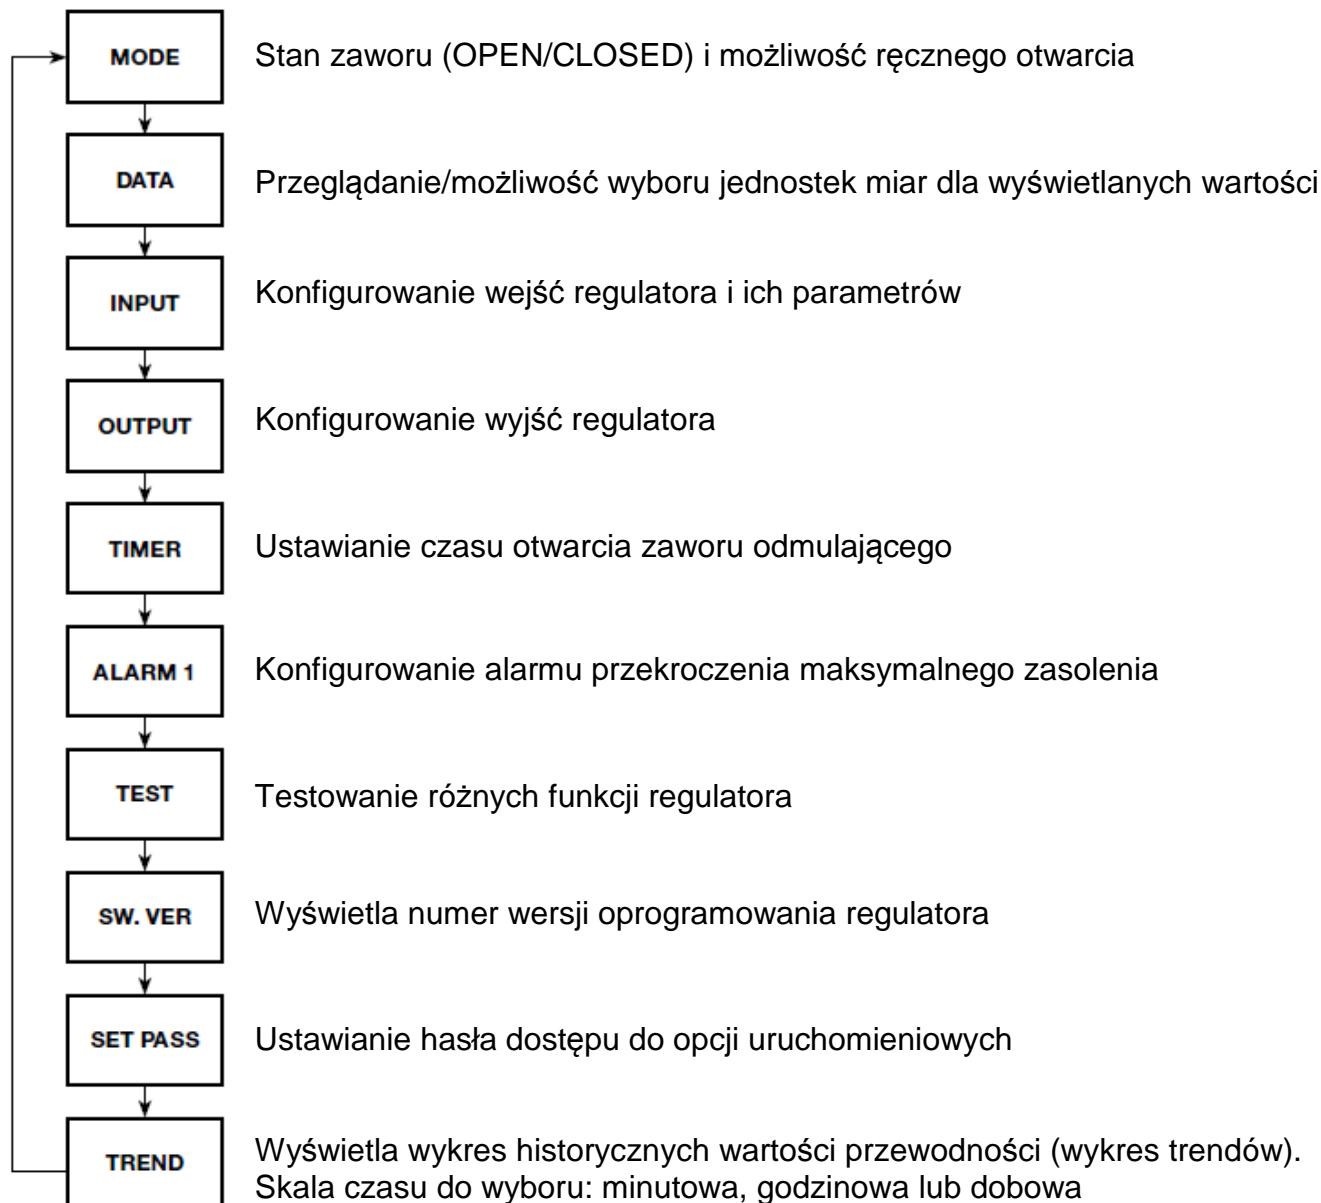 MODE Stan zaworu (OPEN/CLOSED) i możliwość ręcznego otwarcia
DATA Przeglądanie/możliwość wyboru jednostek miar dla wyświetlanych wartości
INPUT Konfigurowanie wejść regulatora i ich parametrów
OUTPUT Konfigurowanie wyjść regulatora
TIMER Ustawianie czasu otwarcia zaworu odmulającego
ALARM 1 Konfigurowanie alarmu przekroczenia maksymalnego zasolenia
TEST Testowanie różnych funkcji regulatora
SW. VER Wyświetla numer wersji oprogramowania regulatora
SET PASS Ustawianie hasła dostępu do opcji uruchomieniowych
TREND Wyświetla wykres historycznych wartości przewodności (wykres trendów).
Skala czasu do wyboru: minutowa, godzinowa lub dobowa